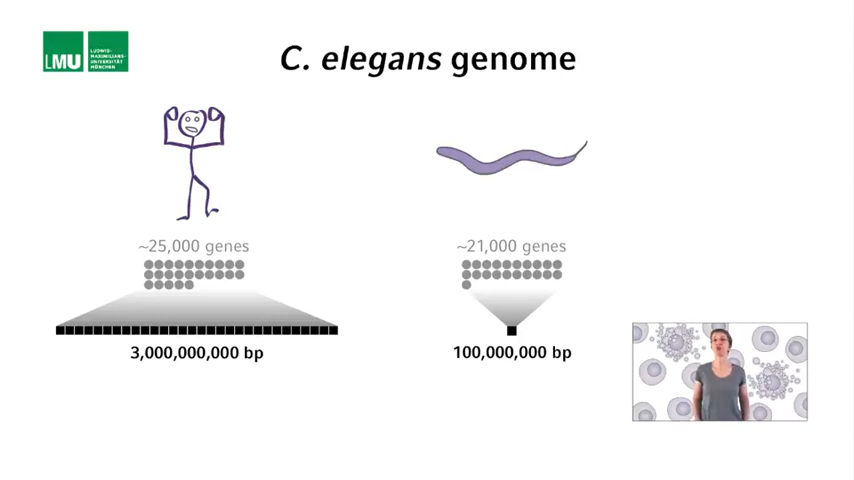 LMU
LUDWIG-
MAXIMILIANS-
UNIVERSITÄT
MÜNCHEN
C. elegans genome
~25,000 genes
~21,000 genes
3,000,000,000 bp
100,000,000 bp